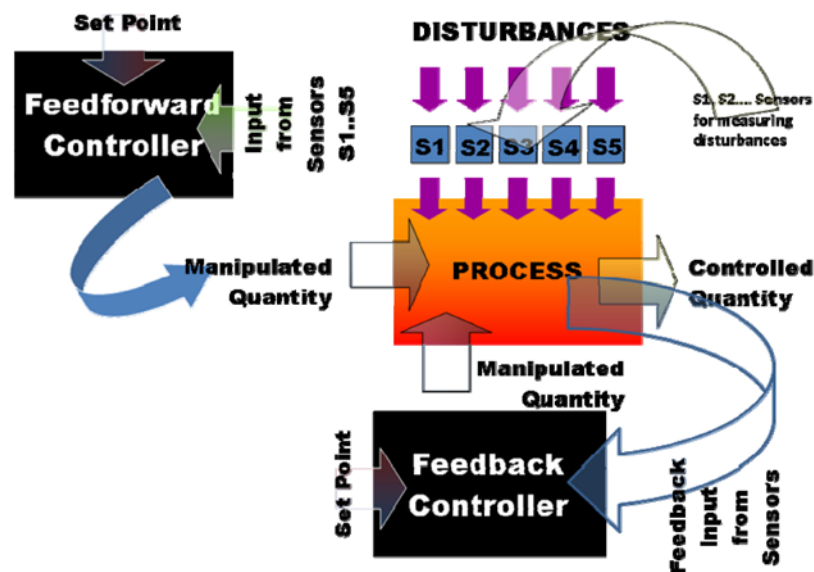 Set Point
DISTURBANCES
Feedforward
Controller
Input
from
Sensors
S1..S5
S1, S2.... Sensors
for measuring
disturbances
S1 S2 S3 S4 S5
Manipulated
Quantity
PROCESS
Controlled
Quantity
Manipulated
Quantity
Set Point
Feedback
Controller
Feedback
Input
from
Sensors